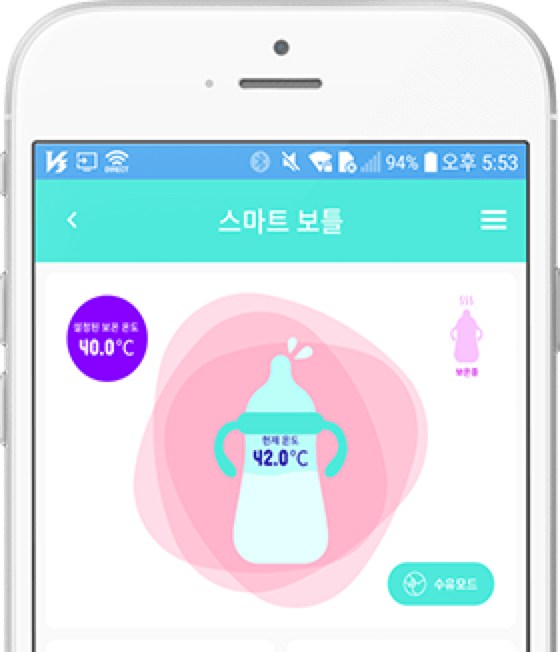 DIRECT
94%
오후 5:53
스마트 보틀
설정된 보온 온도
40.0°C
보온중
현재 온도
42.0°C
수유모드